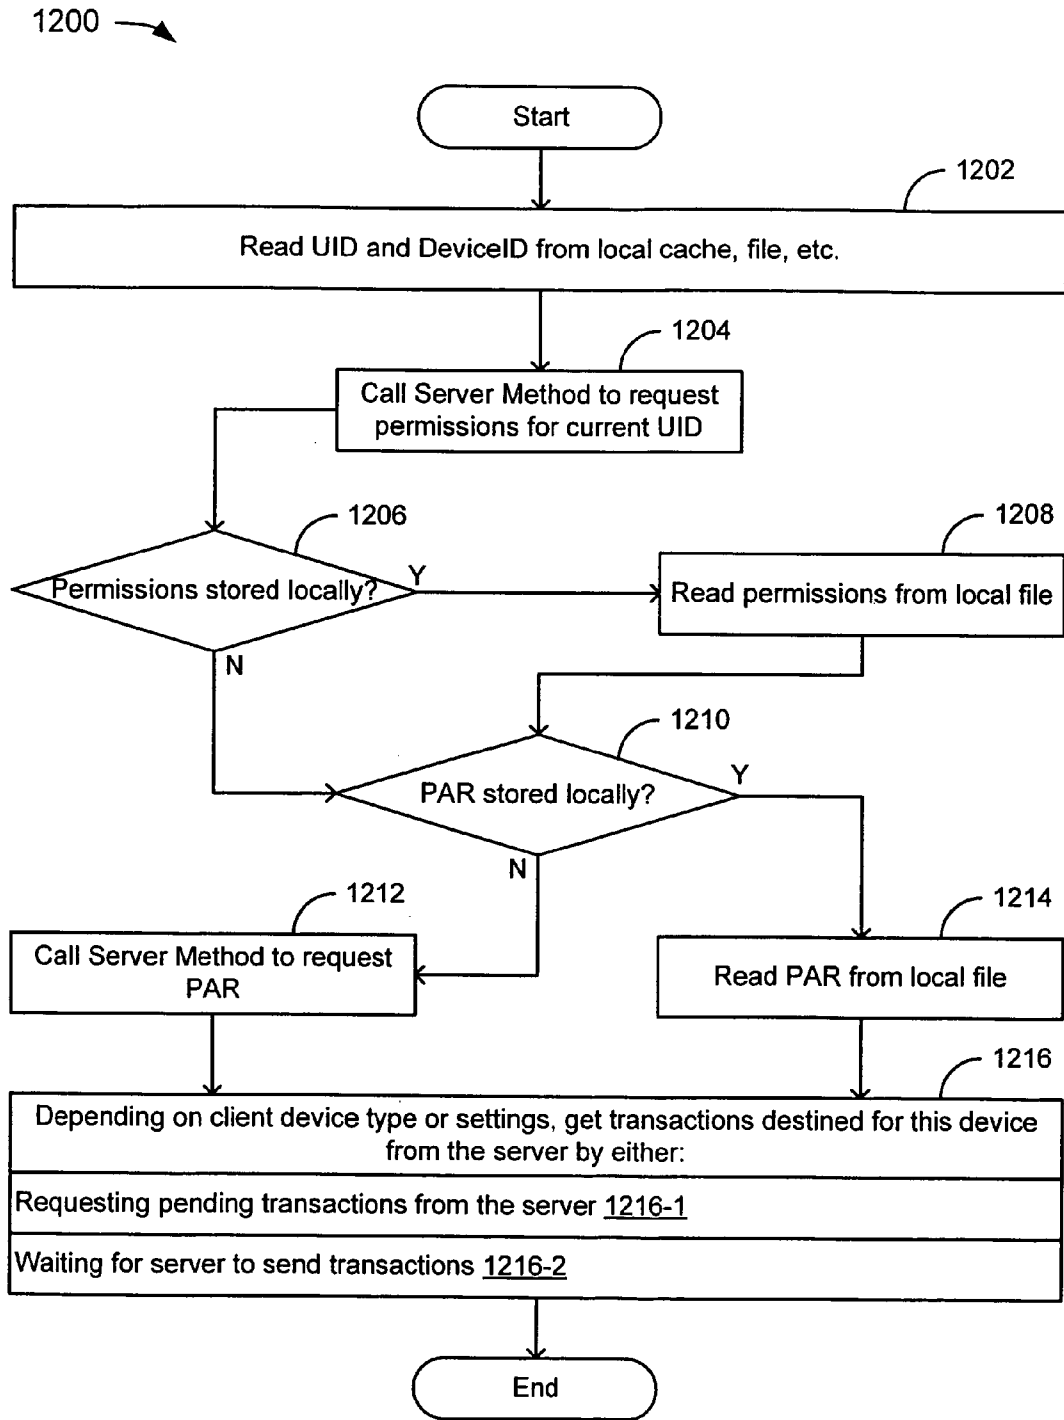 1200
Start
1202
Read UID and DeviceID from local cache, file, etc.
1204
Call Server Method to request
permissions for current UID
1206
Permissions stored locally?
Y
N
1208
Read permissions from local file
1210
PAR stored locally?
Y
N
1212
Call Server Method to request
PAR
1214
Read PAR from local file
1216
Depending on client device type or settings, get transactions destined for this device
from the server by either:
Requesting pending transactions from the server 1216-1
Waiting for server to send transactions 1216-2
End